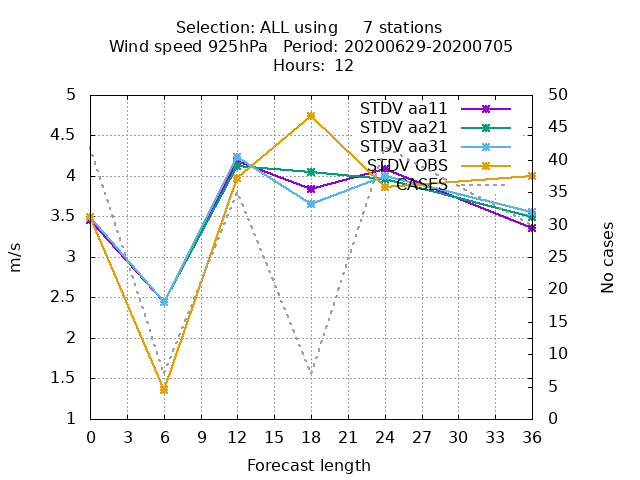 Selection: ALL using     7 stations
Wind speed 925hPa   Period: 20200629-20200705
Hours:  12
STDV aa11
STDV aa21
STDV aa31
STDV OBS
CASES
5
4.5
4
3.5
3
2.5
2
1.5
1
50
45
40
35
30
25
20
15
10
5
0
m/s
No cases
0 3 6 9 12 15 18 21 24 27 30 33 36
Forecast length